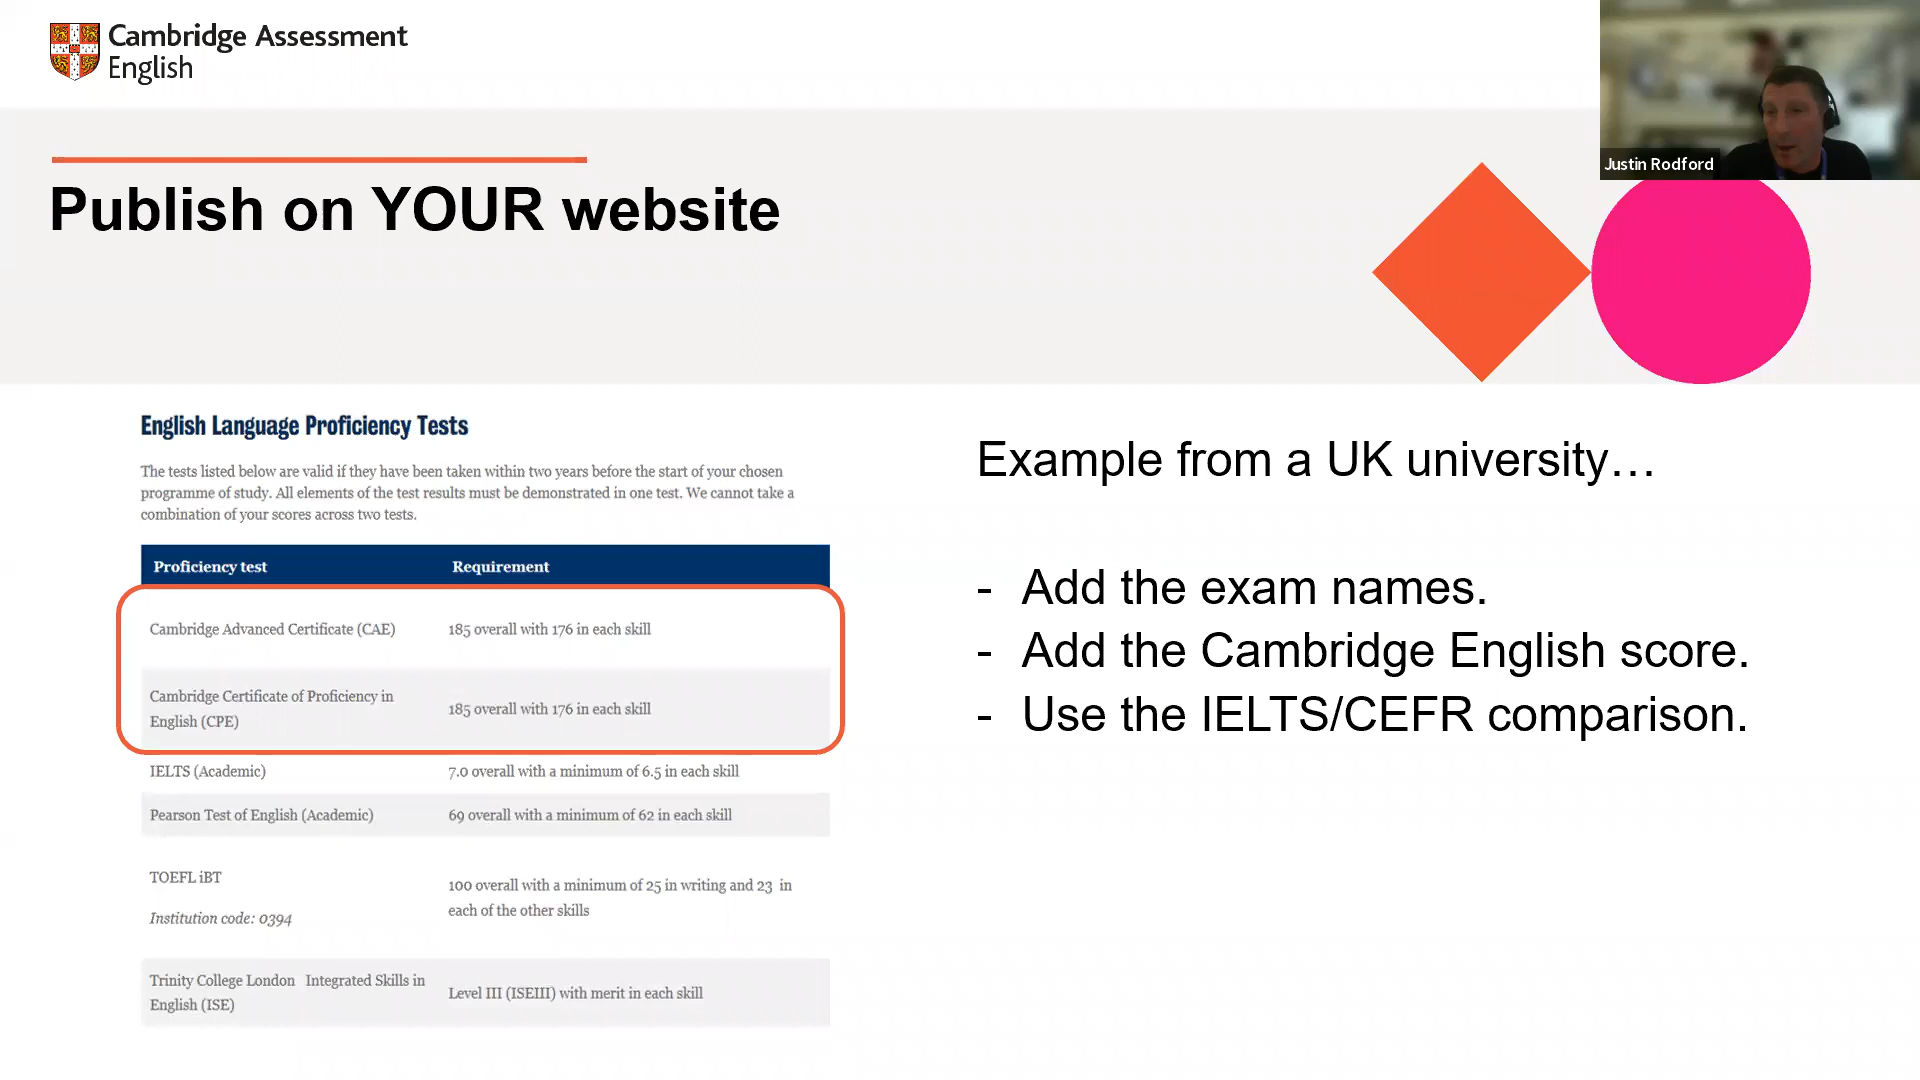 Cambridge Assessment
English
Justin Rodford
Publish on YOUR website
English Language Proficiency Tests
The tests listed below are valid if they have been taken within two years before the start of your chosen
programme of study. All elements of the test results must be demonstrated in one test. We cannot take a
combination of your scores across two tests.
Proficiency test Requirement
Cambridge Advanced Certificate (CAE) 185 overall with 176 in each skill
Cambridge Certificate of Proficiency in
English (CPE)
185 overall with 176 in each skill
IELTS (Academic) 7.0 overall with a minimum of 6.5 in each skill
Pearson Test of English (Academic) 69 overall with a minimum of 62 in each skill
TOEFL iBT
Institution code: 0394
100 overall with a minimum of 25 in writing and 23 in
each of the other skills
Trinity College London Integrated Skills in
English (ISE)
Level III (ISEIII) with merit in each skill
Example from a UK university…
- Add the exam names.
- Add the Cambridge English score.
- Use the IELTS/CEFR comparison.